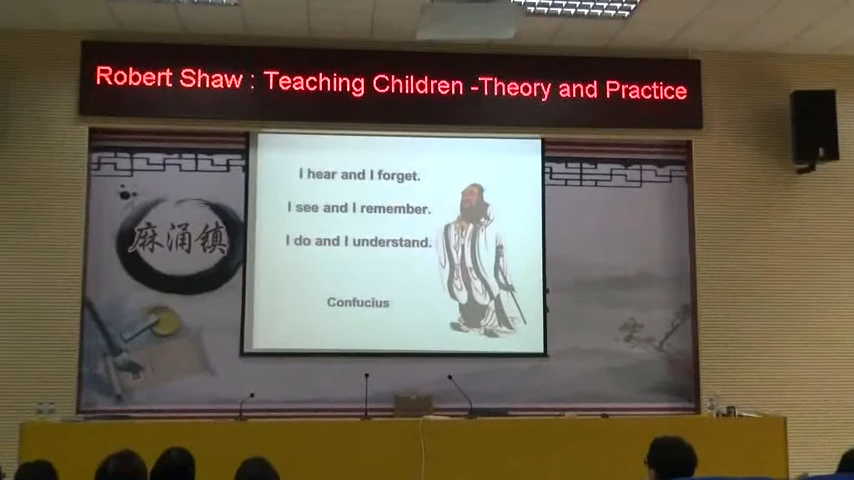 Robert Shaw : Teaching Children -Theory and Practice
I hear and I forget.
I see and I remember.
I do and I understand.
Confucius
麻涌镇